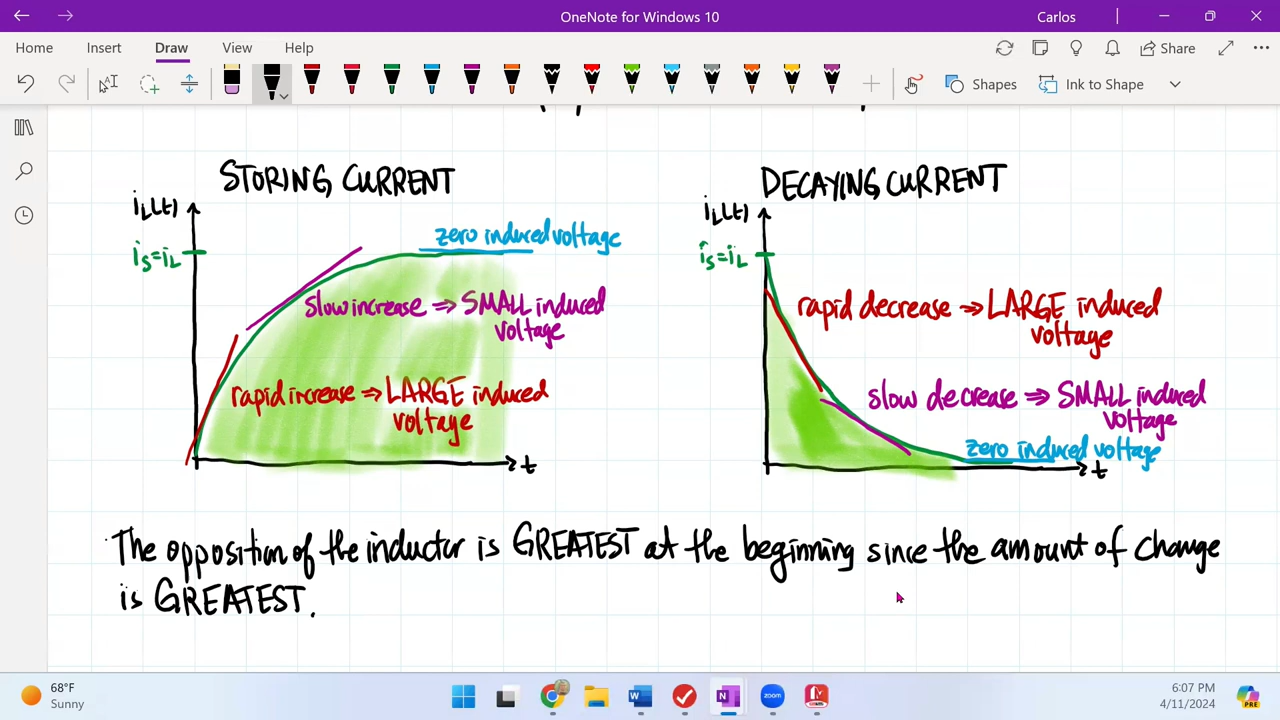 OneNote for Windows 10
Carlos
Home
Insert
Draw
View
Help
Share
Shapes
Ink to Shape
STORING CURRENT
iL(t)
is=iL
zero induced voltage
slow increase ⇒ SMALL induced
voltage
rapid increase ⇒ LARGE induced
voltage
t
DECAYING CURRENT
iL(t)
is=iL
rapid decrease ⇒ LARGE induced
voltage
slow decrease ⇒ SMALL induced
voltage
zero induced voltage
t
The opposition of the inductor is GREATEST at the beginning since the amount of change
is GREATEST.
68°F
Sunny
zoom
6:07 PM
4/11/2024
PRE